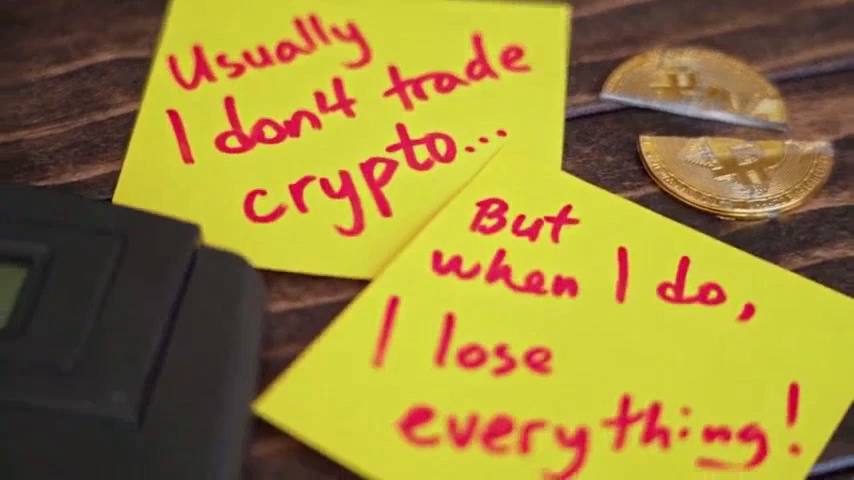 Usually
I don't trade
crypto...
But
when I do,
I lose
everything!